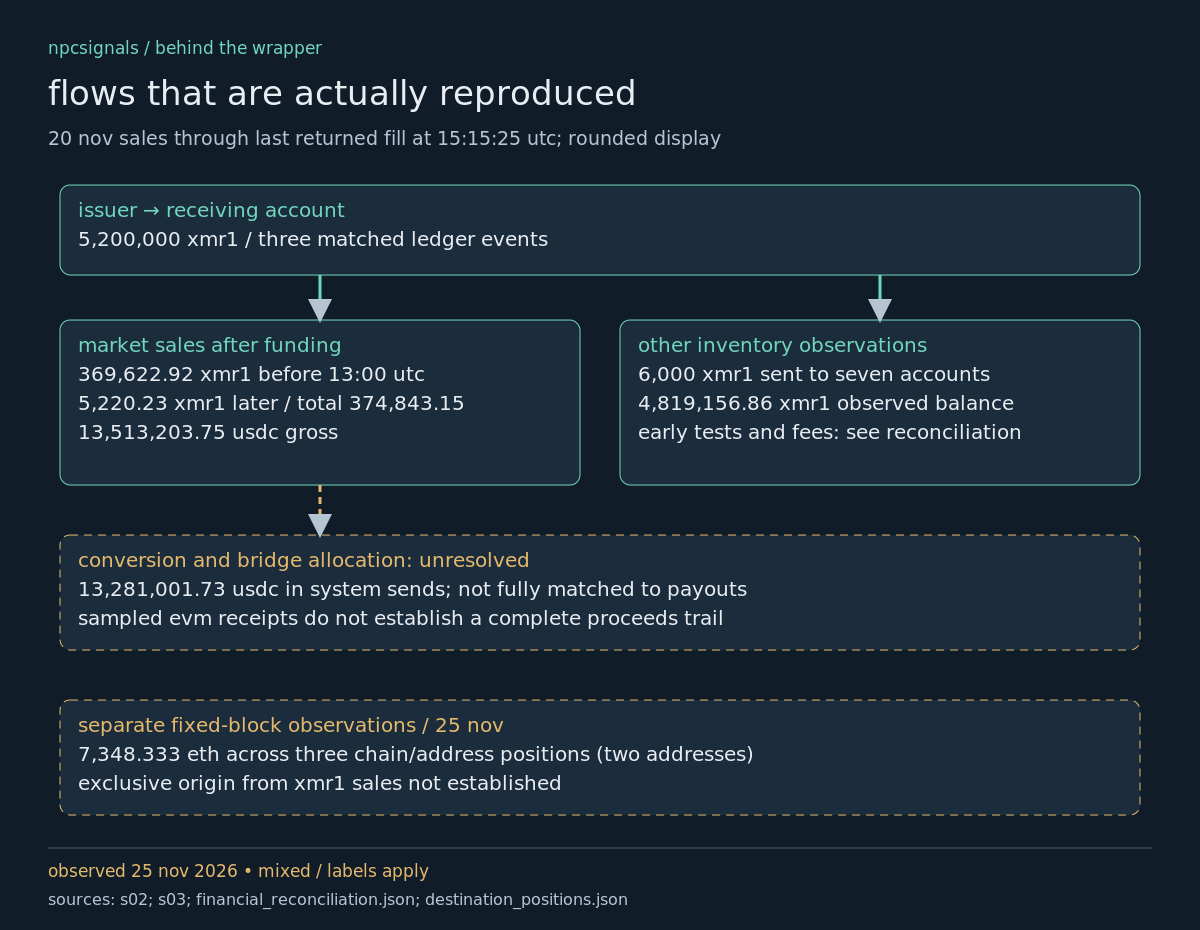 npcsignals / behind the wrapper
flows that are actually reproduced
20 nov sales through last returned fill at 15:15:25 utc; rounded display
issuer → receiving account
5,200,000 xmr1 / three matched ledger events
market sales after funding
369,622.92 xmr1 before 13:00 utc
5,220.23 xmr1 later / total 374,843.15
13,513,203.75 usdc gross
other inventory observations
6,000 xmr1 sent to seven accounts
4,819,156.86 xmr1 observed balance
early tests and fees: see reconciliation
conversion and bridge allocation: unresolved
13,281,001.73 usdc in system sends; not fully matched to payouts
sampled evm receipts do not establish a complete proceeds trail
separate fixed-block observations / 25 nov
7,348.333 eth across three chain/address positions (two addresses)
exclusive origin from xmr1 sales not established
observed 25 nov 2026 • mixed / labels apply
sources: s02; s03; financial_reconciliation.json; destination_positions.json